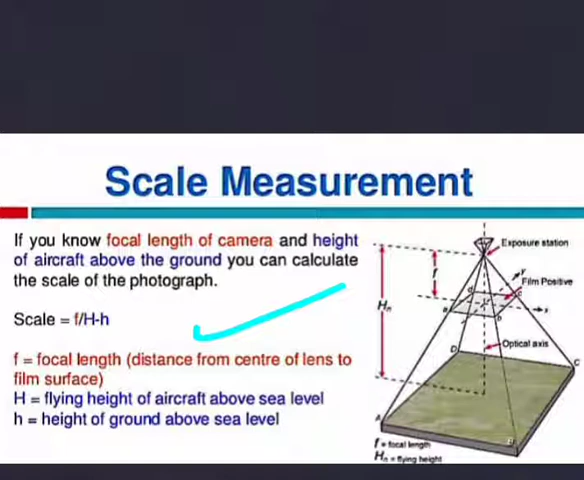 Scale Measurement
If you know focal length of camera and height
of aircraft above the ground you can calculate
the scale of the photograph.
Scale = f/H-h
f = focal length (distance from centre of lens to
film surface)
H = flying height of aircraft above sea level
h = height of ground above sea level
Exposure station
f
y
Film Positive
d
c
a
b
x
Hn
Optical axis
D
C
A
B
f = focal length
Hn = flying height